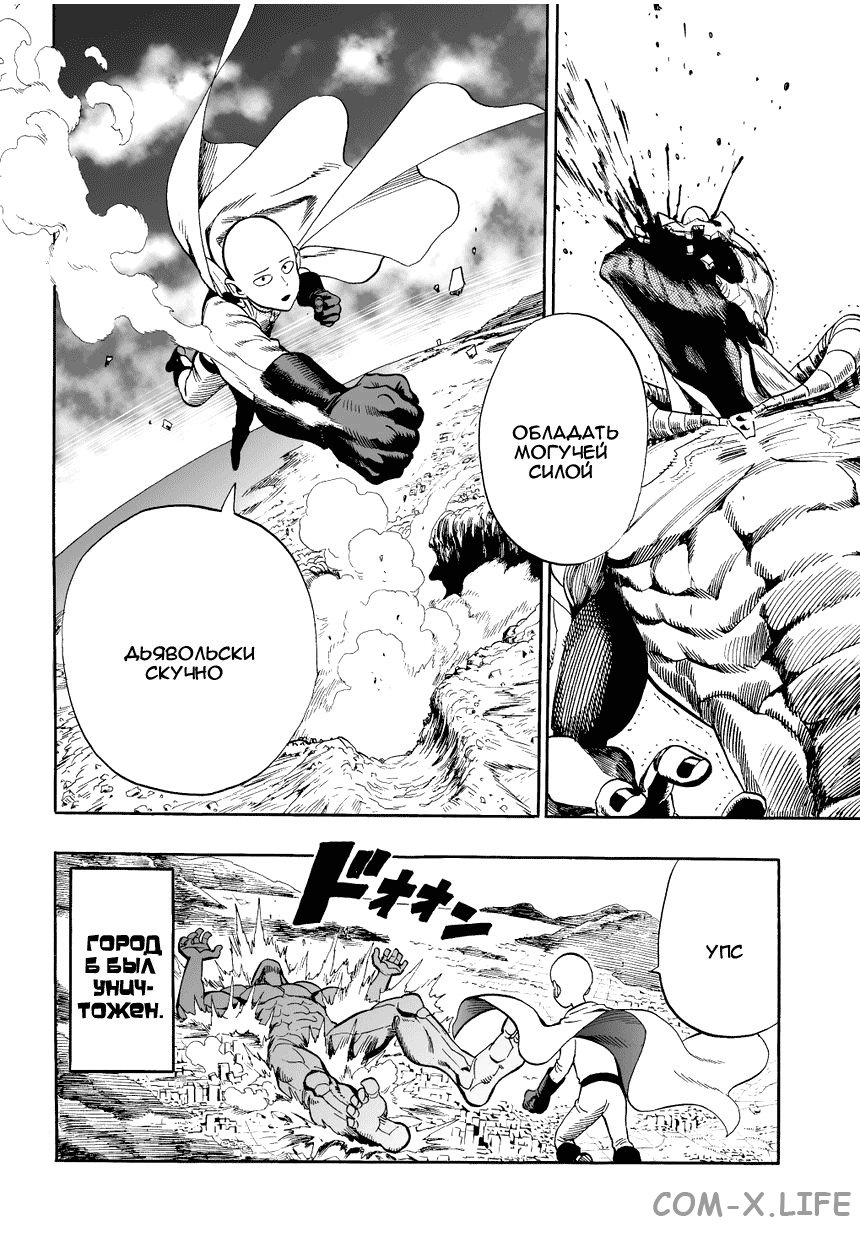 ОБЛАДАТЬ
МОГУЧЕЙ
СИЛОЙ
ДЬЯВОЛЬСКИ
СКУЧНО
ドオオン
УПС
ГОРОД
Б БЫЛ
УНИЧ-
ТОЖЕН.
COM-X.LIFE